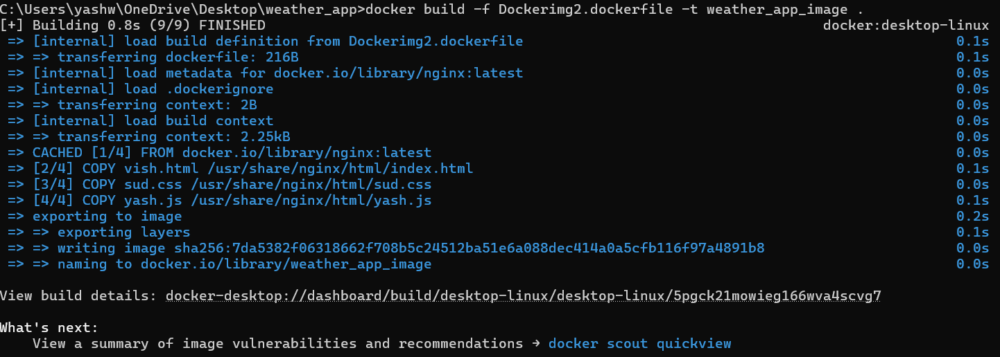 C:\Users\yashw\OneDrive\Desktop\weather_app>docker build -f Dockerimg2.dockerfile -t weather_app_image .
[+] Building 0.8s (9/9) FINISHED docker:desktop-linux
=> [internal] load build definition from Dockerimg2.dockerfile 0.1s
=> => transferring dockerfile: 216B 0.1s
=> [internal] load metadata for docker.io/library/nginx:latest 0.0s
=> [internal] load .dockerignore 0.0s
=> => transferring context: 2B 0.0s
=> [internal] load build context 0.0s
=> => transferring context: 2.25kB 0.0s
=> CACHED [1/4] FROM docker.io/library/nginx:latest 0.0s
=> [2/4] COPY vish.html /usr/share/nginx/html/index.html 0.1s
=> [3/4] COPY sud.css /usr/share/nginx/html/sud.css 0.0s
=> [4/4] COPY yash.js /usr/share/nginx/html/yash.js 0.1s
=> exporting to image 0.2s
=> => exporting layers 0.1s
=> => writing image sha256:7da5382f06318662f708b5c24512ba51e6a088dec414a0a5cfb116f97a4891b8 0.0s
=> => naming to docker.io/library/weather_app_image 0.0s
View build details: docker-desktop://dashboard/build/desktop-linux/desktop-linux/5pgck21mowieg166wva4scvg7
What's next:
View a summary of image vulnerabilities and recommendations → docker scout quickview